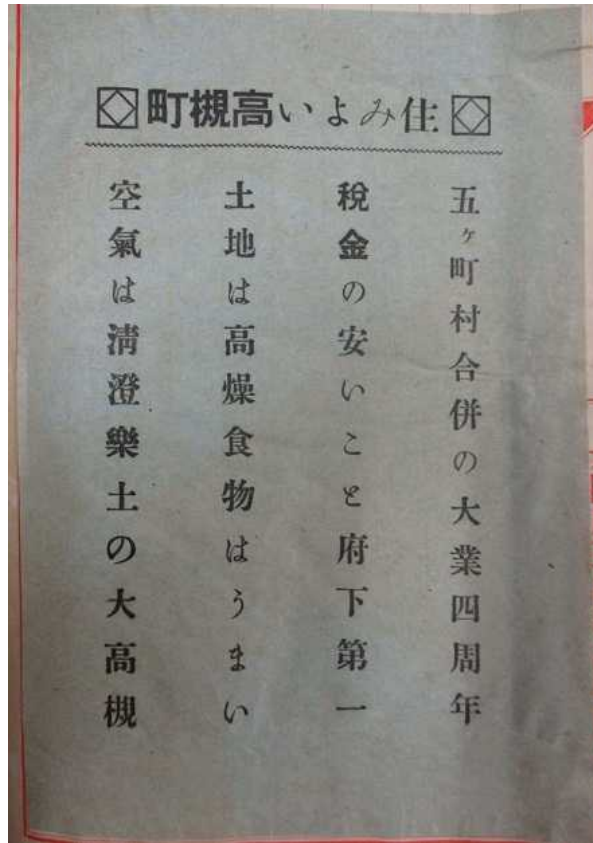 住みよい高槻町
五ヶ町村合併の大業四周年
稅金の安いこと府下第一
土地は高燥食物はうまい
空氣は淸澄樂土の大高槻